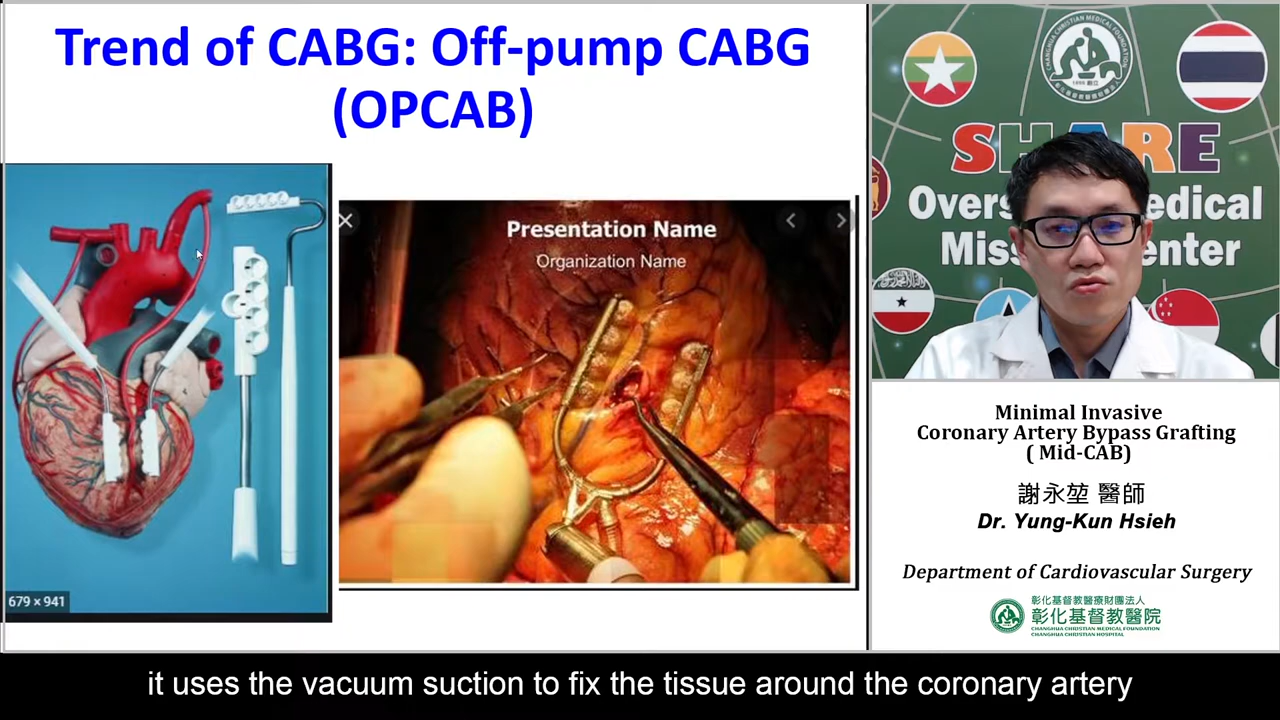 Trend of CABG: Off-pump CABG
(OPCAB)
Presentation Name
Organization Name
679 × 941
SHARE
Overs edical
Miss enter
Minimal Invasive
Coronary Artery Bypass Grafting
( Mid-CAB)
謝永堃 醫師
Dr. Yung-Kun Hsieh
Department of Cardiovascular Surgery
彰化基督教醫療財團法人
彰化基督教醫院
CHANGHUA CHRISTIAN MEDICAL FOUNDATION
CHANGHUA CHRISTIAN HOSPITAL
it uses the vacuum suction to fix the tissue around the coronary artery